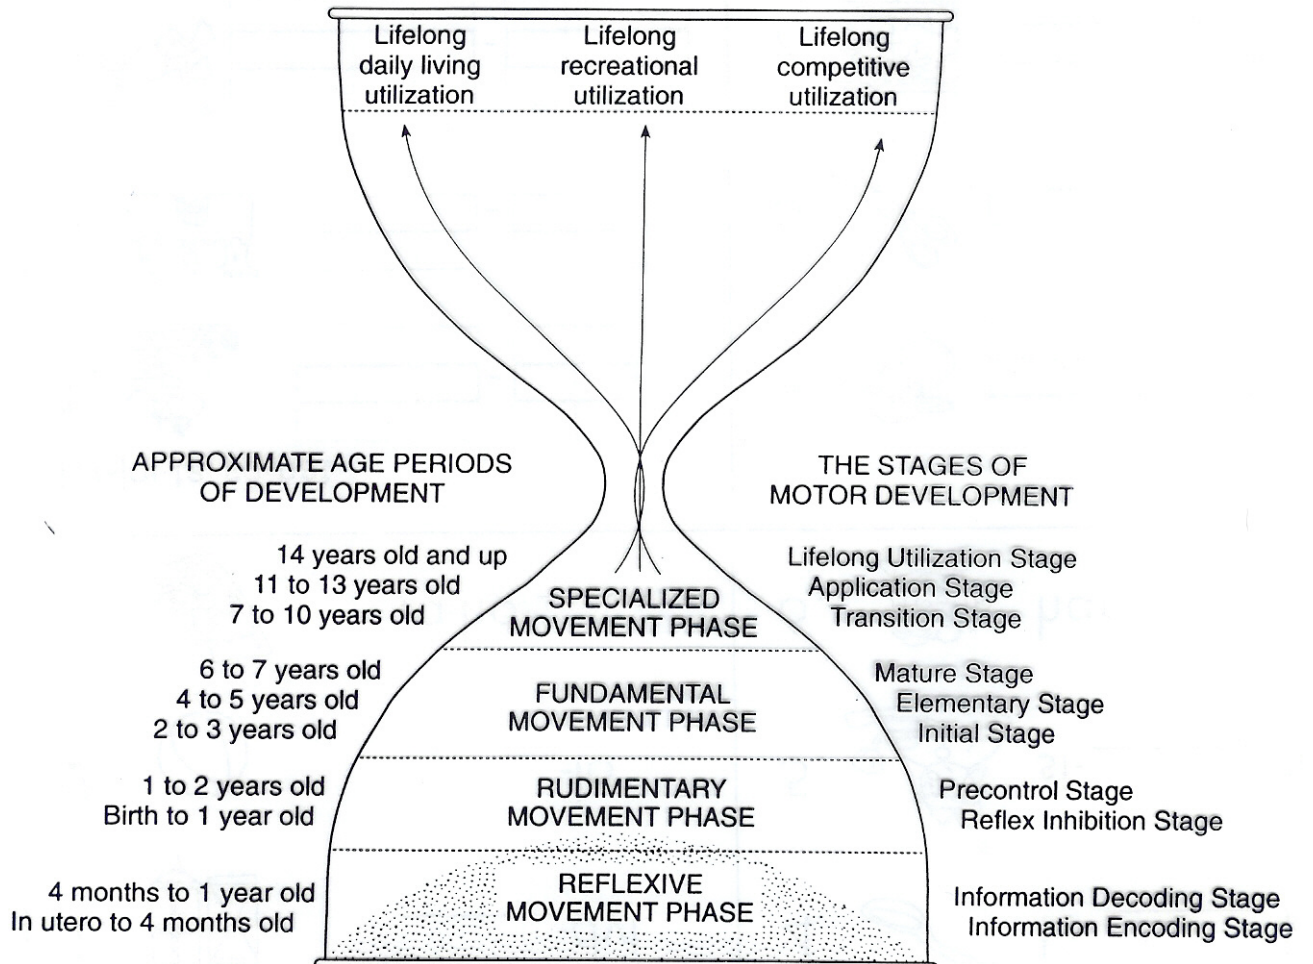 Lifelong
daily living
utilization
Lifelong
recreational
utilization
Lifelong
competitive
utilization
APPROXIMATE AGE PERIODS
OF DEVELOPMENT
THE STAGES OF
MOTOR DEVELOPMENT
14 years old and up
11 to 13 years old
7 to 10 years old
SPECIALIZED
MOVEMENT PHASE
Lifelong Utilization Stage
Application Stage
Transition Stage
6 to 7 years old
4 to 5 years old
2 to 3 years old
FUNDAMENTAL
MOVEMENT PHASE
Mature Stage
Elementary Stage
Initial Stage
1 to 2 years old
Birth to 1 year old
RUDIMENTARY
MOVEMENT PHASE
Precontrol Stage
Reflex Inhibition Stage
4 months to 1 year old
In utero to 4 months old
REFLEXIVE
MOVEMENT PHASE
Information Decoding Stage
Information Encoding Stage